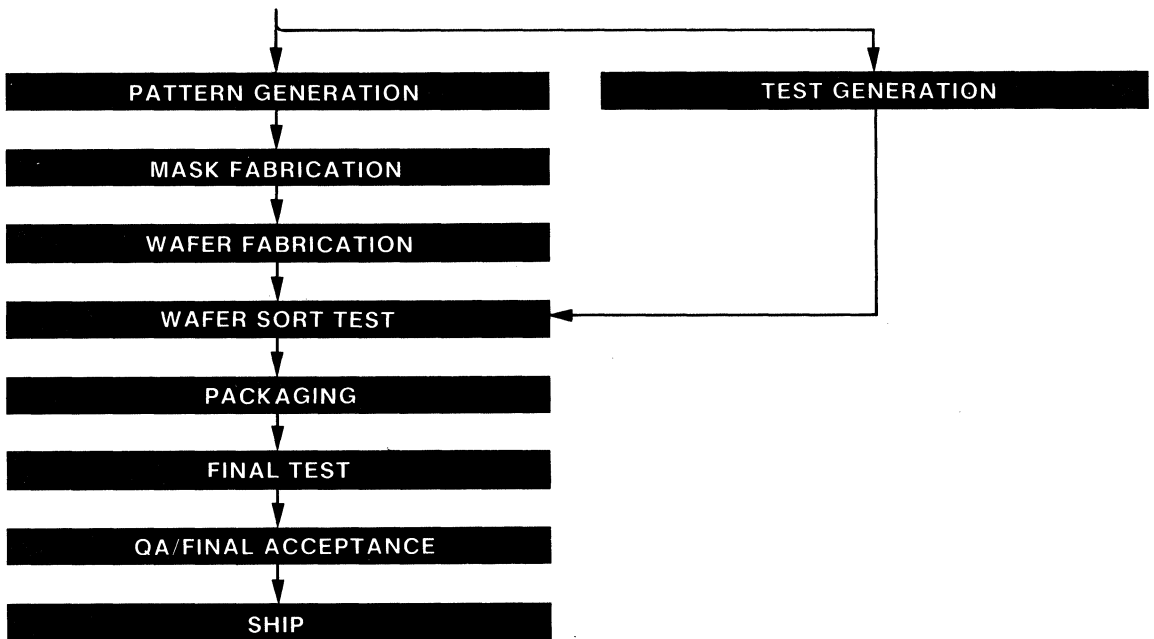 PATTERN GENERATION
TEST GENERATION
MASK FABRICATION
WAFER FABRICATION
WAFER SORT TEST
PACKAGING
FINAL TEST
QA/FINAL ACCEPTANCE
SHIP